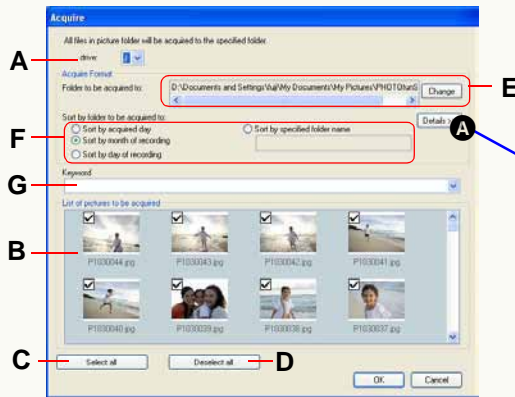 Acquire
All files in picture folder will be acquired to the specified folder.
A drive:
Acquire Format
Folder to be acquired to: D:\Documents and Settings\fuji\My Documents\My Pictures\PHOTOfunS Change E
Sort by folder to be acquired to: Details >> A
F Sort by acquired day Sort by specified folder name
Sort by month of recording
Sort by day of recording
Keyword
G
List of pictures to be acquired
B
P1030044.jpg P1030043.jpg P1030042.jpg P1030041.jpg
P1030040.jpg P1030039.jpg P1030038.jpg P1030037.jpg
C Select all Deselect all D
OK Cancel